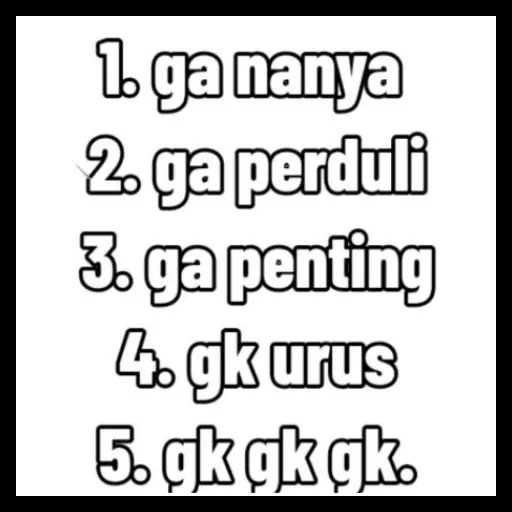 1. ga nanya
2. ga perduli
3. ga penting
4. gk urus
5. gk gk gk.